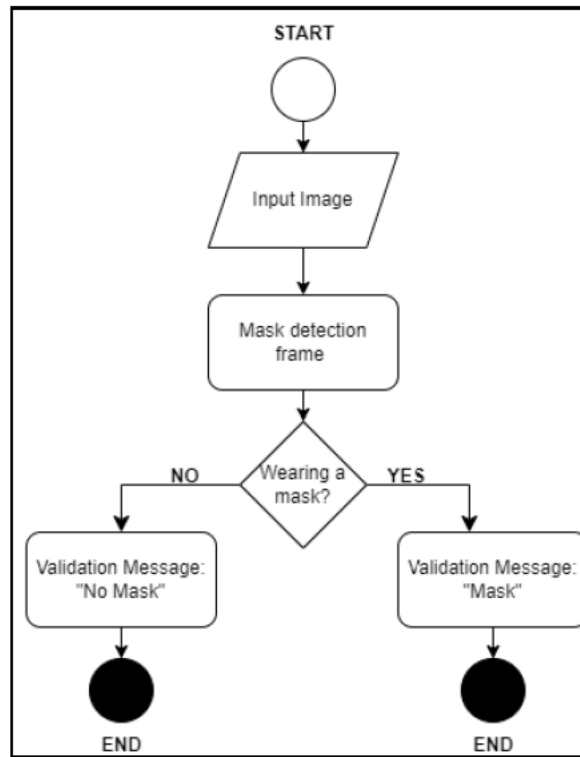 START
Input Image
Mask detection
frame
Wearing a
mask?
NO
YES
Validation Message:
"No Mask"
Validation Message:
"Mask"
END
END